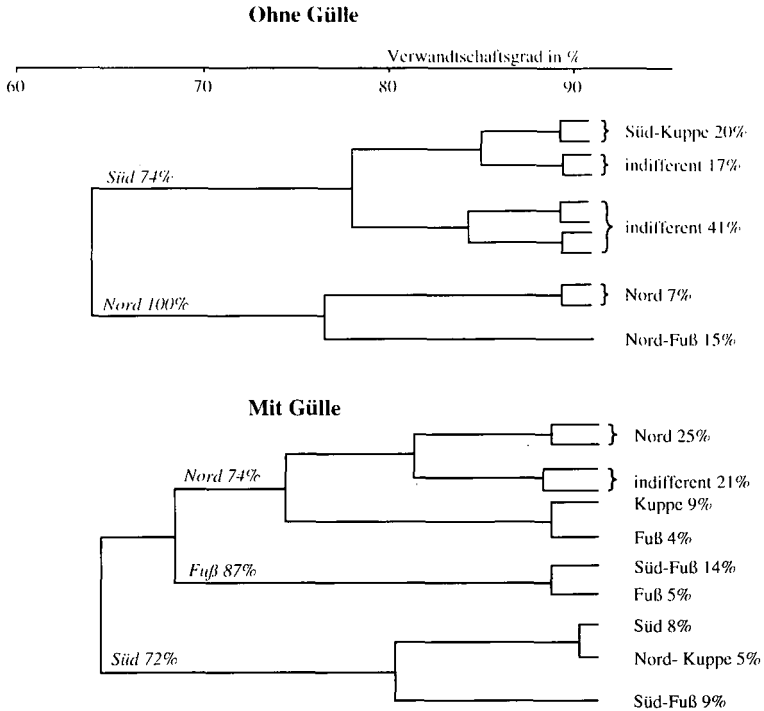 Ohne Gülle
Verwandtschaftsgrad in %
60 70 80 90
Süd-Kuppe 20%
indifferent 17%
Süd 74%
indifferent 41%
Nord 7%
Nord 100%
Nord-Fuß 15%
Mit Gülle
Nord 25%
Nord 74%
indifferent 21%
Kuppe 9%
Fuß 4%
Süd-Fuß 14%
Fuß 87%
Fuß 5%
Süd 8%
Süd 72%
Nord- Kuppe 5%
Süd-Fuß 9%